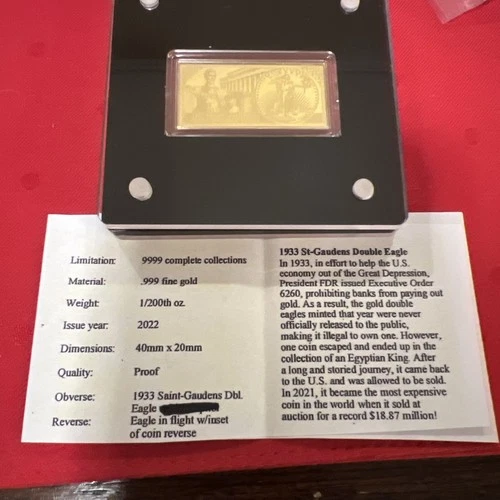 Limitation: 9999 complete collections
Material: .999 fine gold
Weight: 1/200th oz.
Issue year: 2022
Dimensions: 40mm x 20mm
Quality: Proof
Obverse: 1933 Saint-Gaudens Dbl.
Eagle
Reverse: Eagle in flight w/inset
of coin reverse
1933 St-Gaudens Double Eagle
In 1933, in effort to help the U.S.
economy out of the Great Depression,
President FDR issued Executive Order
6260, prohibiting banks from paying out
gold. As a result, the gold double
eagles minted that year were never
officially released to the public,
making it illegal to own one. However,
one coin escaped and ended up in the
collection of an Egyptian King. After
a long and storied journey, it came back
to the U.S. and was allowed to be sold.
In 2021, it became the most expensive
coin in the world when it sold at
auction for a record $18.87 million!